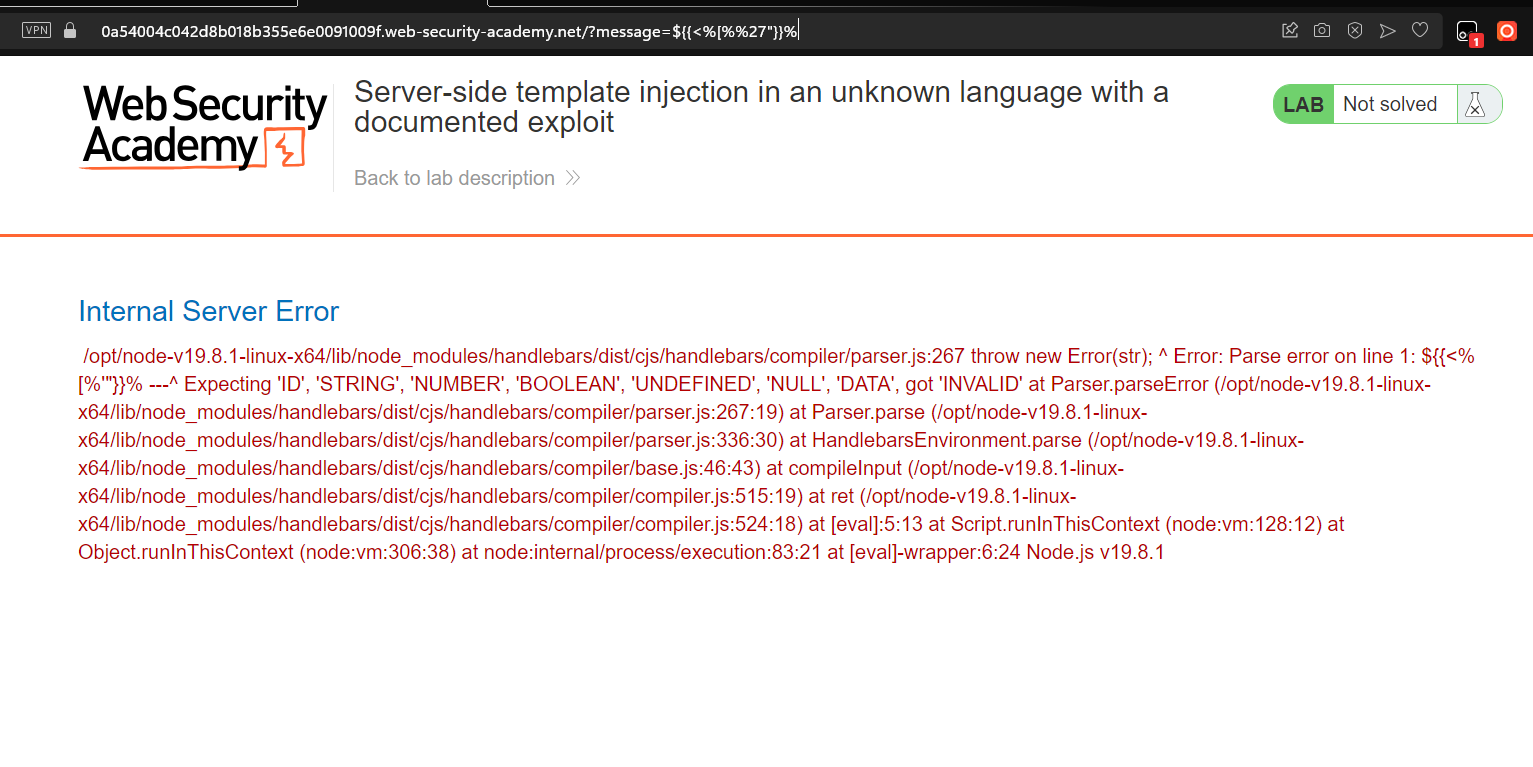 VPN
0a54004c042d8b018b355e6e0091009f.web-security-academy.net/?message=${{<%[%%27"}}%
1
Web Security
Academy
Server-side template injection in an unknown language with a
documented exploit
LAB Not solved
Back to lab description
Internal Server Error
/opt/node-v19.8.1-linux-x64/lib/node_modules/handlebars/dist/cjs/handlebars/compiler/parser.js:267 throw new Error(str); ^ Error: Parse error on line 1: ${{<%
[%'"}}% ---^ Expecting 'ID', 'STRING', 'NUMBER', 'BOOLEAN', 'UNDEFINED', 'NULL', 'DATA', got 'INVALID' at Parser.parseError (/opt/node-v19.8.1-linux-
x64/lib/node_modules/handlebars/dist/cjs/handlebars/compiler/parser.js:267:19) at Parser.parse (/opt/node-v19.8.1-linux-
x64/lib/node_modules/handlebars/dist/cjs/handlebars/compiler/parser.js:336:30) at HandlebarsEnvironment.parse (/opt/node-v19.8.1-linux-
x64/lib/node_modules/handlebars/dist/cjs/handlebars/compiler/base.js:46:43) at compileInput (/opt/node-v19.8.1-linux-
x64/lib/node_modules/handlebars/dist/cjs/handlebars/compiler/compiler.js:515:19) at ret (/opt/node-v19.8.1-linux-
x64/lib/node_modules/handlebars/dist/cjs/handlebars/compiler/compiler.js:524:18) at [eval]:5:13 at Script.runInThisContext (node:vm:128:12) at
Object.runInThisContext (node:vm:306:38) at node:internal/process/execution:83:21 at [eval]-wrapper:6:24 Node.js v19.8.1